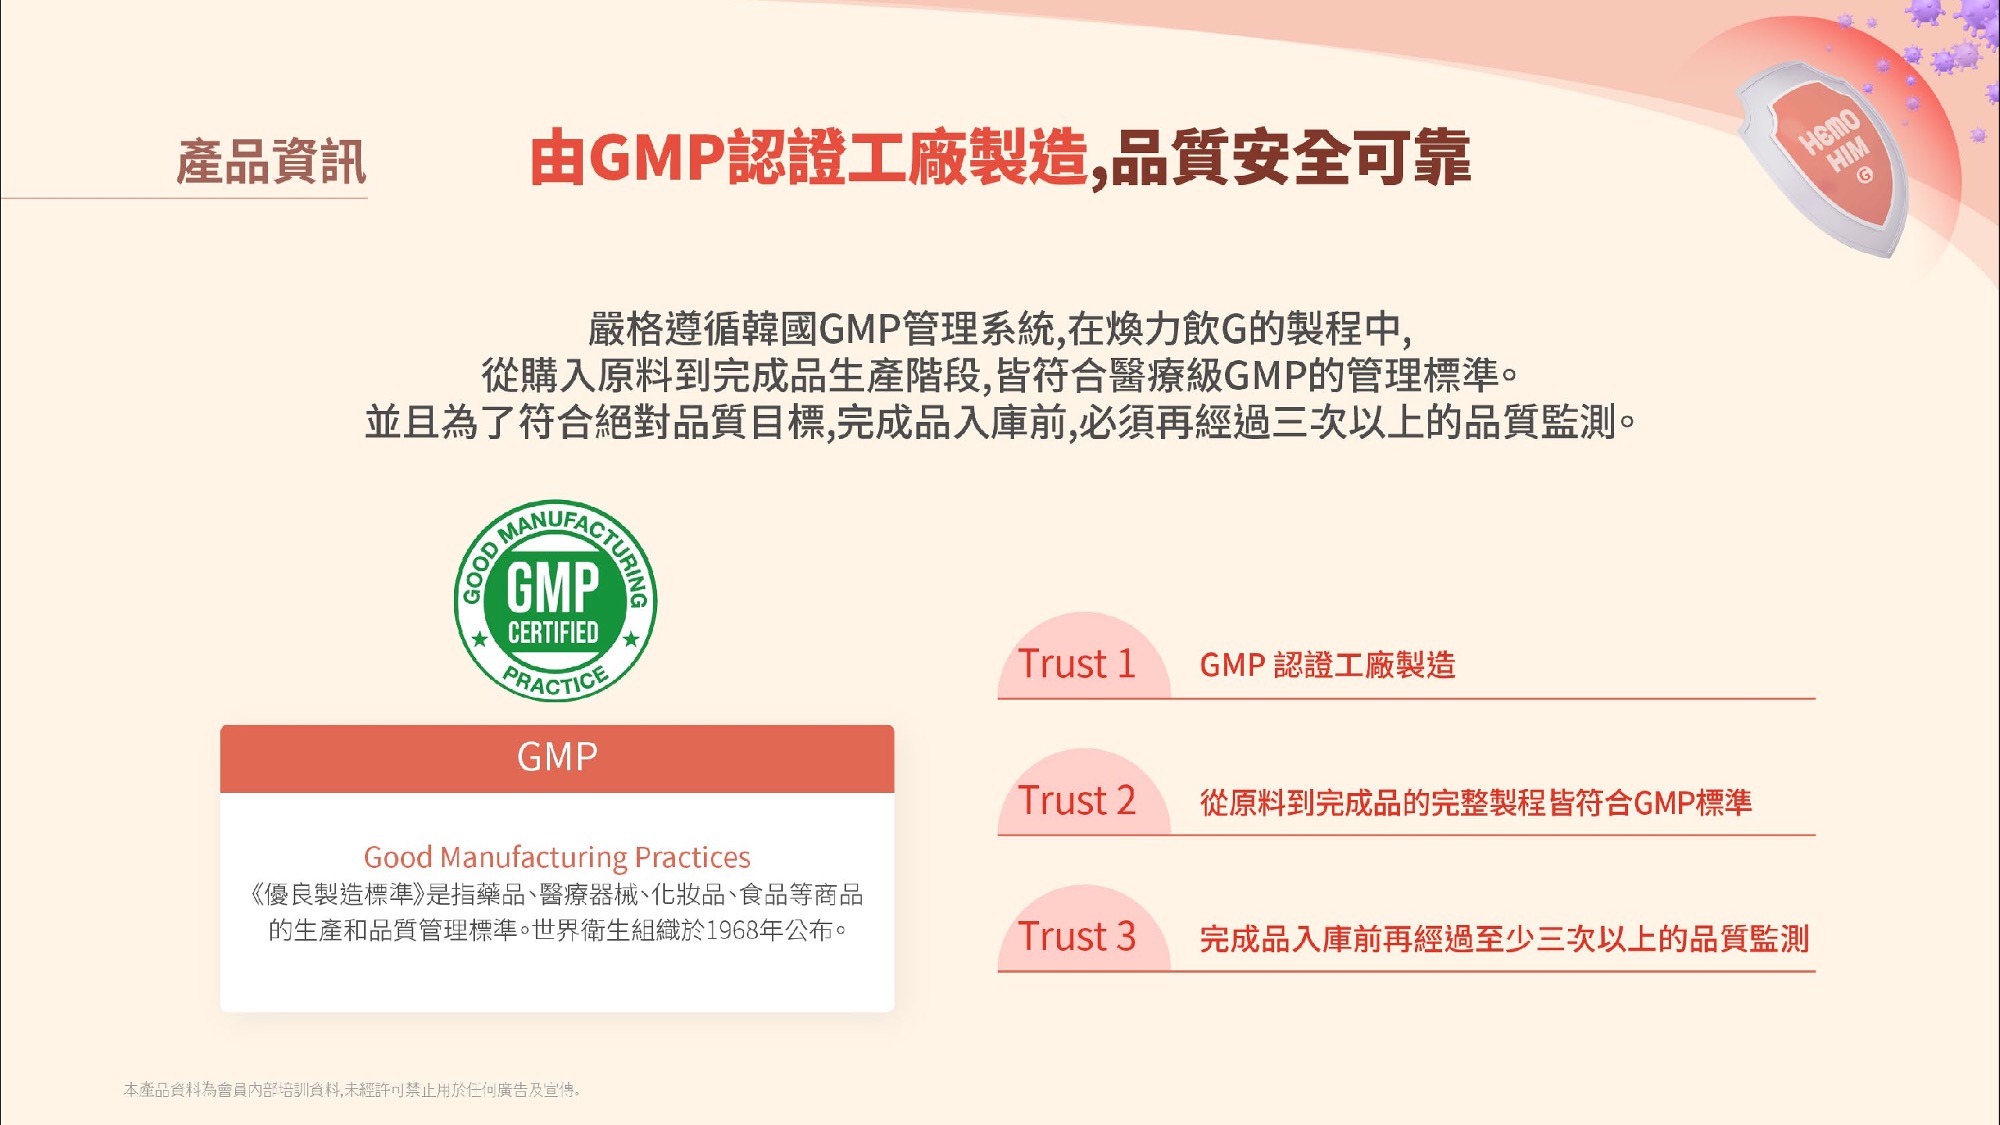 產品資訊
由GMP認證工廠製造,品質安全可靠
HEMO
HIM
G
嚴格遵循韓國GMP管理系統,在煥力飲G的製程中,
從購入原料到完成品生產階段,皆符合醫療級GMP的管理標準。
並且為了符合絕對品質目標,完成品入庫前,必須再經過三次以上的品質監測。
GOOD MANUFACTURING
GMP
CERTIFIED
PRACTICE
GMP
Good Manufacturing Practices
《優良製造標準》是指藥品、醫療器械、化妝品、食品等商品
的生產和品質管理標準。世界衛生組織於1968年公布。
Trust 1 GMP 認證工廠製造
Trust 2 從原料到完成品的完整製程皆符合GMP標準
Trust 3 完成品入庫前再經過至少三次以上的品質監測
本產品資料為會員內部培訓資料,未經許可禁止用於任何廣告及宣傳。